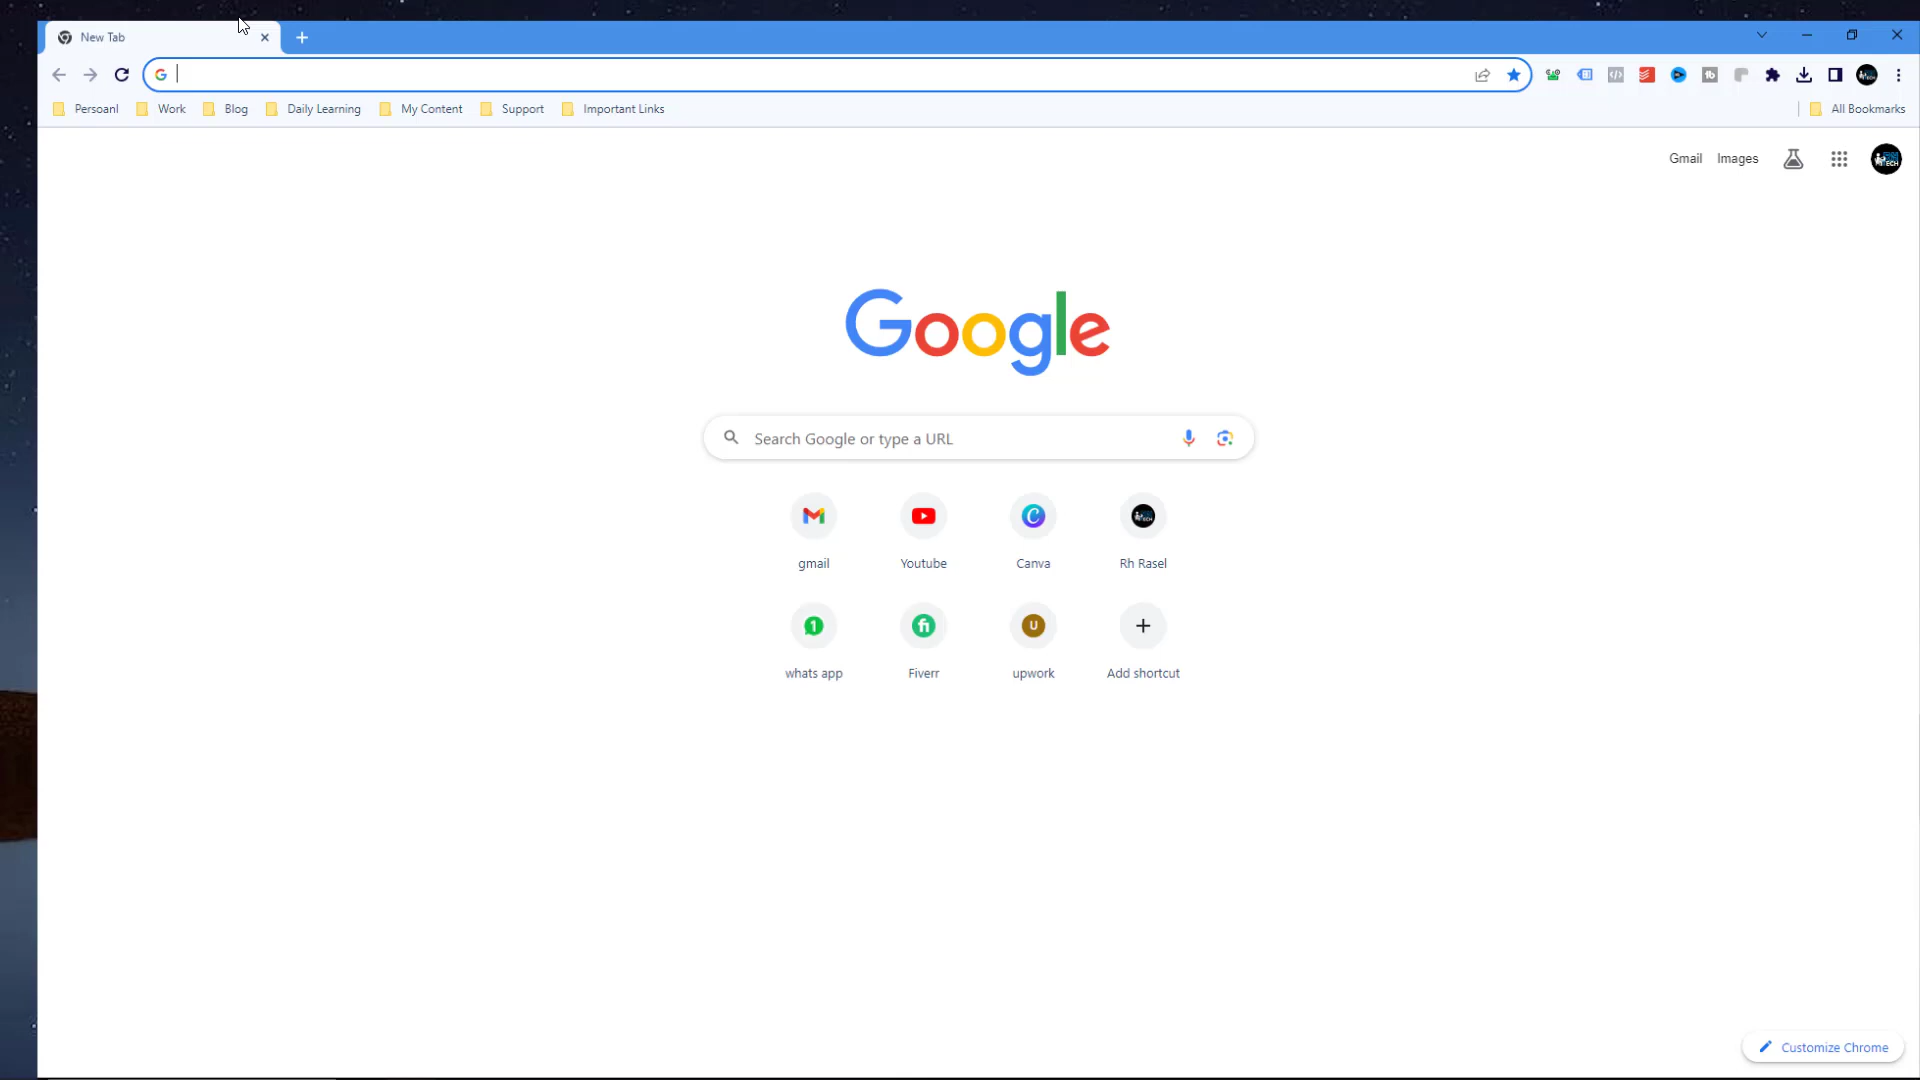 New Tab
Persoanl Work Blog Daily Learning My Content Support Important Links All Bookmarks
Gmail Images
Google
Search Google or type a URL
gmail Youtube Canva Rh Rasel
whats app Fiverr upwork Add shortcut
Customize Chrome